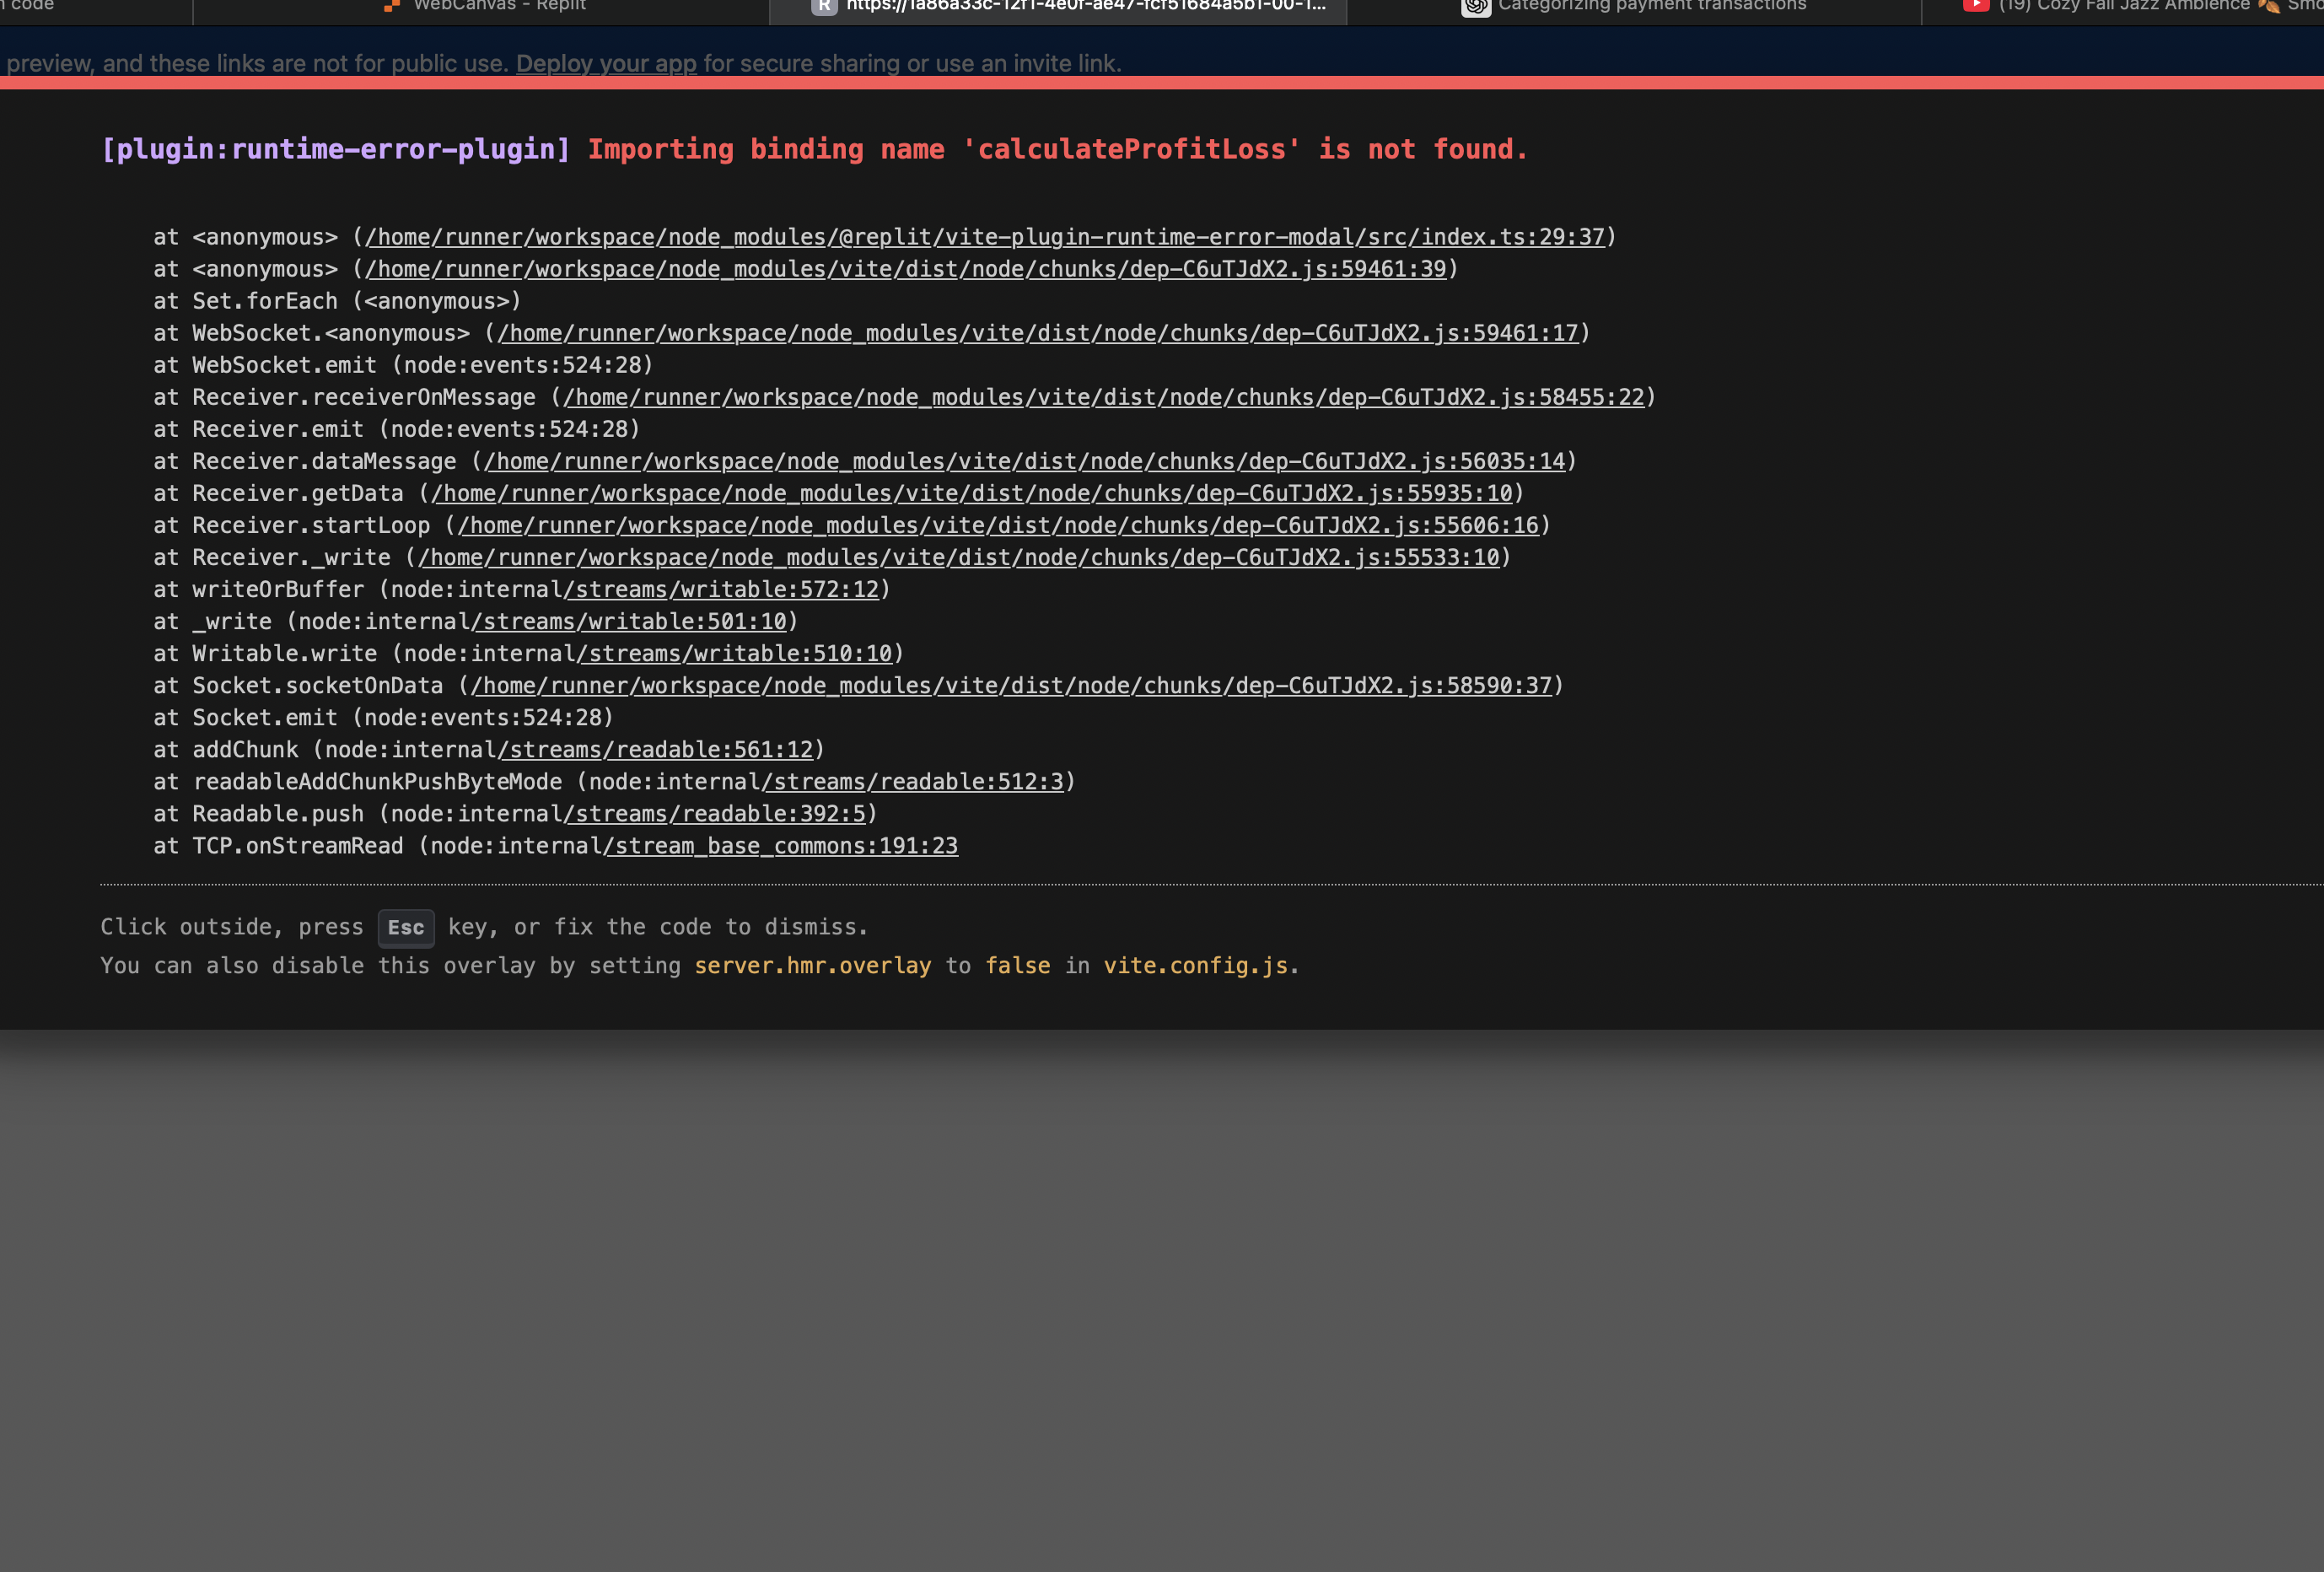 code
WebCanvas - Replit
R https://1a86a33c-12f1-4e0f-ae47-fcf51684a5b1-00-1...
Categorizing payment transactions
(19) Cozy Fall Jazz Ambience 🍂 Smo
preview, and these links are not for public use. Deploy your app for secure sharing or use an invite link.
[plugin:runtime-error-plugin] Importing binding name 'calculateProfitLoss' is not found.
at <anonymous> (/home/runner/workspace/node_modules/@replit/vite-plugin-runtime-error-modal/src/index.ts:29:37)
at <anonymous> (/home/runner/workspace/node_modules/vite/dist/node/chunks/dep-C6uTJdX2.js:59461:39)
at Set.forEach (<anonymous>)
at WebSocket.<anonymous> (/home/runner/workspace/node_modules/vite/dist/node/chunks/dep-C6uTJdX2.js:59461:17)
at WebSocket.emit (node:events:524:28)
at Receiver.receiverOnMessage (/home/runner/workspace/node_modules/vite/dist/node/chunks/dep-C6uTJdX2.js:58455:22)
at Receiver.emit (node:events:524:28)
at Receiver.dataMessage (/home/runner/workspace/node_modules/vite/dist/node/chunks/dep-C6uTJdX2.js:56035:14)
at Receiver.getData (/home/runner/workspace/node_modules/vite/dist/node/chunks/dep-C6uTJdX2.js:55935:10)
at Receiver.startLoop (/home/runner/workspace/node_modules/vite/dist/node/chunks/dep-C6uTJdX2.js:55606:16)
at Receiver._write (/home/runner/workspace/node_modules/vite/dist/node/chunks/dep-C6uTJdX2.js:55533:10)
at writeOrBuffer (node:internal/streams/writable:572:12)
at _write (node:internal/streams/writable:501:10)
at Writable.write (node:internal/streams/writable:510:10)
at Socket.socketOnData (/home/runner/workspace/node_modules/vite/dist/node/chunks/dep-C6uTJdX2.js:58590:37)
at Socket.emit (node:events:524:28)
at addChunk (node:internal/streams/readable:561:12)
at readableAddChunkPushByteMode (node:internal/streams/readable:512:3)
at Readable.push (node:internal/streams/readable:392:5)
at TCP.onStreamRead (node:internal/stream_base_commons:191:23
Click outside, press Esc key, or fix the code to dismiss.
You can also disable this overlay by setting server.hmr.overlay to false in vite.config.js.